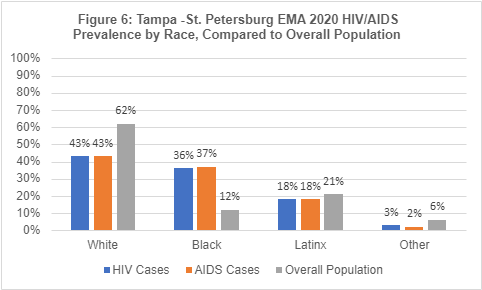 Figure 6: Tampa -St. Petersburg EMA 2020 HIV/AIDS
Prevalence by Race, Compared to Overall Population
100%
90%
80%
70%
60%
50%
40%
30%
20%
10%
0%
43% 43% 62%
36% 37% 12%
18% 18% 21%
3% 2% 6%
White Black Latinx Other
HIV Cases AIDS Cases Overall Population